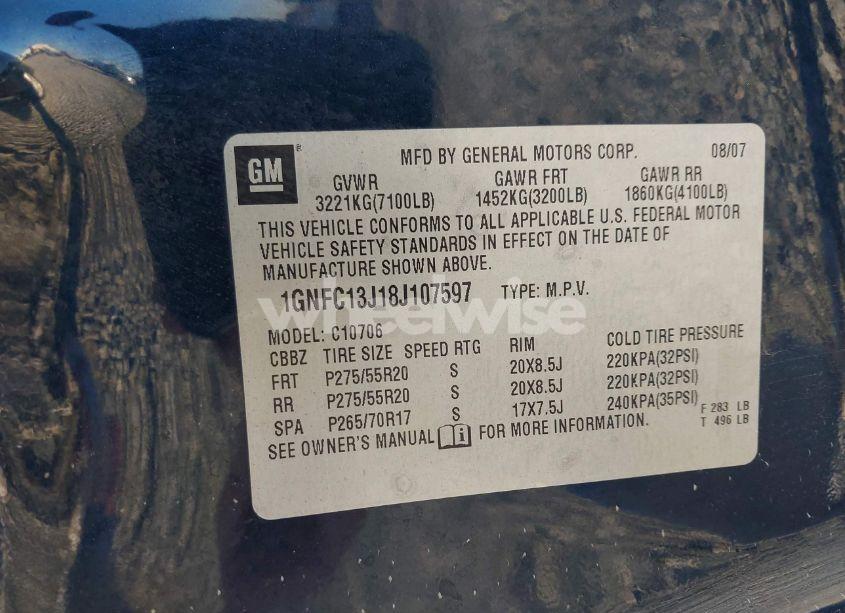 GM ® MFD BY GENERAL MOTORS CORP. 08/07
GVWR GAWR FRT GAWR RR
3221KG(7100LB) 1452KG(3200LB) 1860KG(4100LB)
THIS VEHICLE CONFORMS TO ALL APPLICABLE U.S. FEDERAL MOTOR
VEHICLE SAFETY STANDARDS IN EFFECT ON THE DATE OF
MANUFACTURE SHOWN ABOVE.
1GNFC13J18J107597 TYPE: M.P.V.
wheelwise
MODEL: C10706
CBBZ TIRE SIZE SPEED RTG RIM COLD TIRE PRESSURE
FRT P275/55R20 S 20X8.5J 220KPA(32PSI)
RR P275/55R20 S 20X8.5J 220KPA(32PSI)
SPA P265/70R17 S 17X7.5J 240KPA(35PSI) F 283 LB
SEE OWNER'S MANUAL FOR MORE INFORMATION. T 496 LB